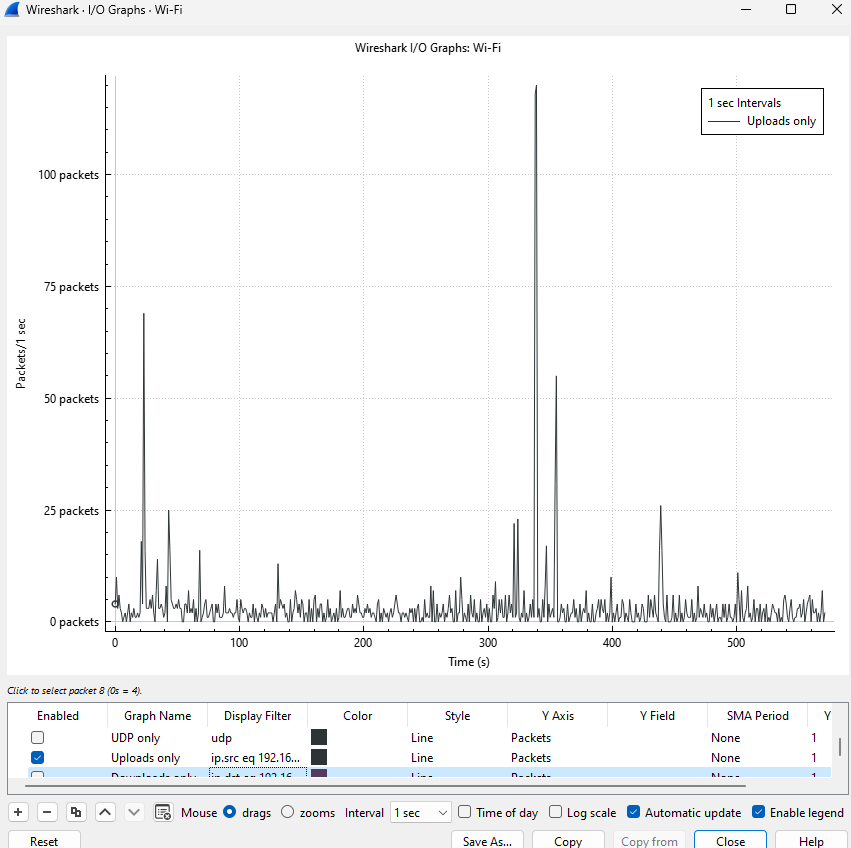 Wireshark · I/O Graphs · Wi-Fi
Wireshark I/O Graphs: Wi-Fi
1 sec Intervals
Uploads only
100 packets
75 packets
50 packets
25 packets
0 packets
Packets/1 sec
0 100 200 300 400 500
Time (s)
Click to select packet 8 (0s = 4).
Enabled Graph Name Display Filter Color Style Y Axis Y Field SMA Period Y
UDP only udp Line Packets None 1
Uploads only ip.src eq 192.16... Line Packets None 1
Downloads only ip.dst eq 192.16... Line Packets None 1
Mouse drags zooms Interval 1 sec Time of day Log scale Automatic update Enable legend
Reset Save As... Copy Copy from Close Help